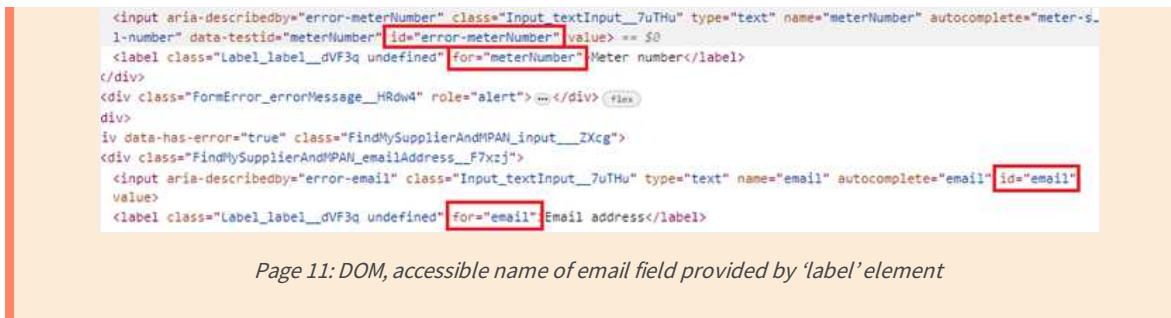 <input aria-describedby="error-meterNumber" class="Input_textInput__7uTHu" type="text" name="meterNumber" autocomplete="meter-s…
l-number" data-testid="meterNumber" id="error-meterNumber" value> == $0
<label class="Label_label__dVF3q undefined" for="meterNumber">Meter number</label>
</div>
<div class="FormError_errorMessage__HRdw4" role="alert"> … </div> flex
div>
iv data-has-error="true" class="FindMySupplierAndMPAN_input___ZXcg">
<div class="FindMySupplierAndMPAN_emailAddress__F7xzj">
<input aria-describedby="error-email" class="Input_textInput__7uTHu" type="text" name="email" autocomplete="email" id="email"
value>
<label class="Label_label__dVF3q undefined" for="email">Email address</label>
Page 11: DOM, accessible name of email field provided by ‘label’ element